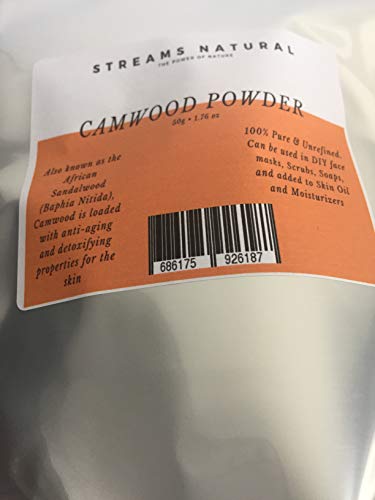 STREAMS NATURAL
THE POWER OF NATURE
CAMWOOD POWDER
50g • 1.76 oz
Also known as the
African
Sandalwood
(Baphia Nitida),
Camwood is loaded
with anti-aging
and detoxifying
properties for the
skin
100% Pure & Unrefined.
Can be used in DIY face
masks, Scrubs, Soaps,
and added to Skin Oil
and Moisturizers
686175 926187